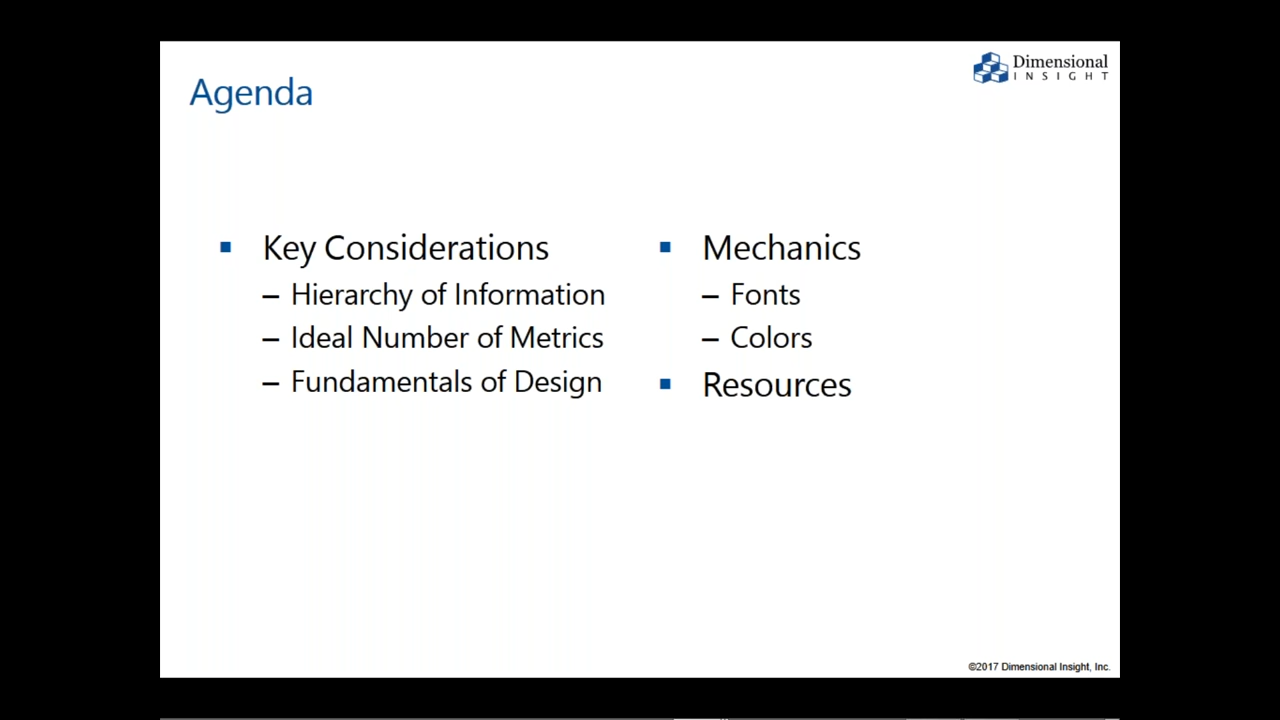 Dimensional
INSIGHT
Agenda
Key Considerations
– Hierarchy of Information
– Ideal Number of Metrics
– Fundamentals of Design
Mechanics
– Fonts
– Colors
Resources
©2017 Dimensional Insight, Inc.